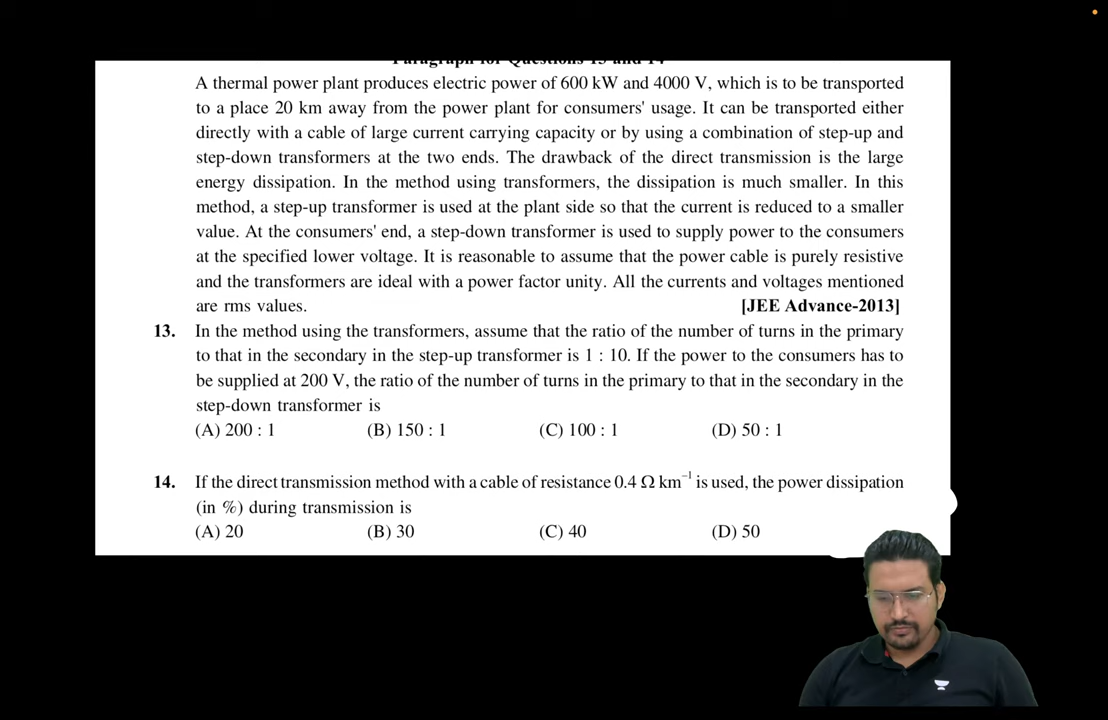 Paragraph for Questions 13 and 14
A thermal power plant produces electric power of 600 kW and 4000 V, which is to be transported
to a place 20 km away from the power plant for consumers' usage. It can be transported either
directly with a cable of large current carrying capacity or by using a combination of step-up and
step-down transformers at the two ends. The drawback of the direct transmission is the large
energy dissipation. In the method using transformers, the dissipation is much smaller. In this
method, a step-up transformer is used at the plant side so that the current is reduced to a smaller
value. At the consumers' end, a step-down transformer is used to supply power to the consumers
at the specified lower voltage. It is reasonable to assume that the power cable is purely resistive
and the transformers are ideal with a power factor unity. All the currents and voltages mentioned
are rms values. [JEE Advance-2013]
13. In the method using the transformers, assume that the ratio of the number of turns in the primary
to that in the secondary in the step-up transformer is 1 : 10. If the power to the consumers has to
be supplied at 200 V, the ratio of the number of turns in the primary to that in the secondary in the
step-down transformer is
(A) 200 : 1 (B) 150 : 1 (C) 100 : 1 (D) 50 : 1
14. If the direct transmission method with a cable of resistance 0.4 Ω km⁻¹ is used, the power dissipation
(in %) during transmission is
(A) 20 (B) 30 (C) 40 (D) 50